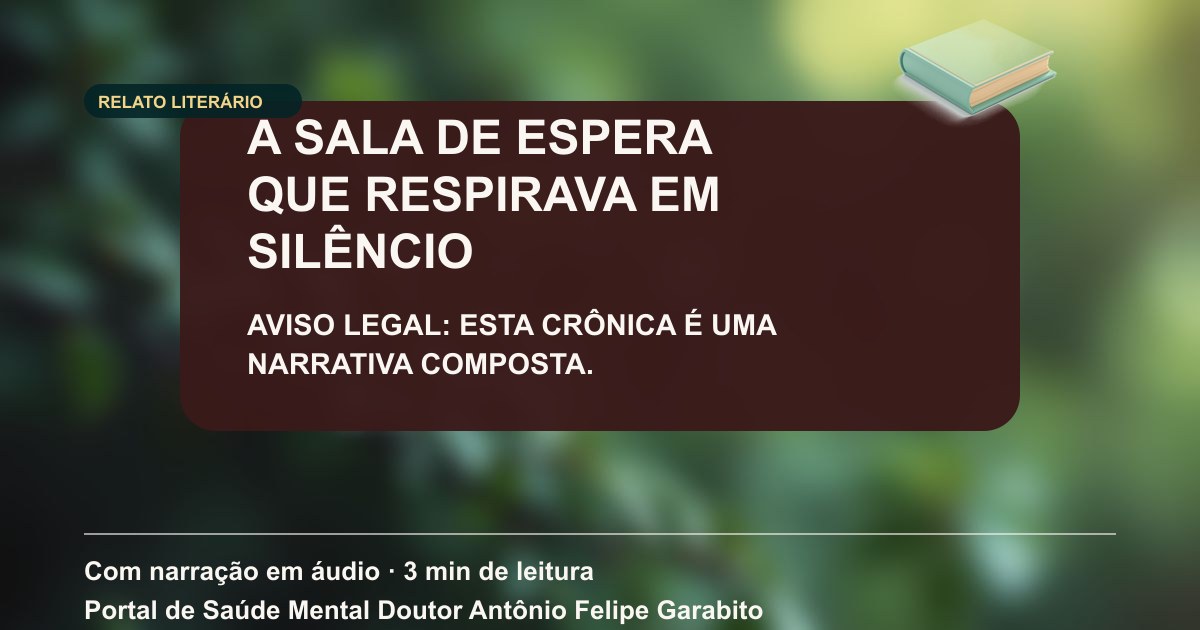 RELATO LITERÁRIO
A SALA DE ESPERA
QUE RESPIRAVA EM
SILÊNCIO
AVISO LEGAL: ESTA CRÔNICA É UMA
NARRATIVA COMPOSTA.
Com narração em áudio · 3 min de leitura
Portal de Saúde Mental Doutor Antônio Felipe Garabito